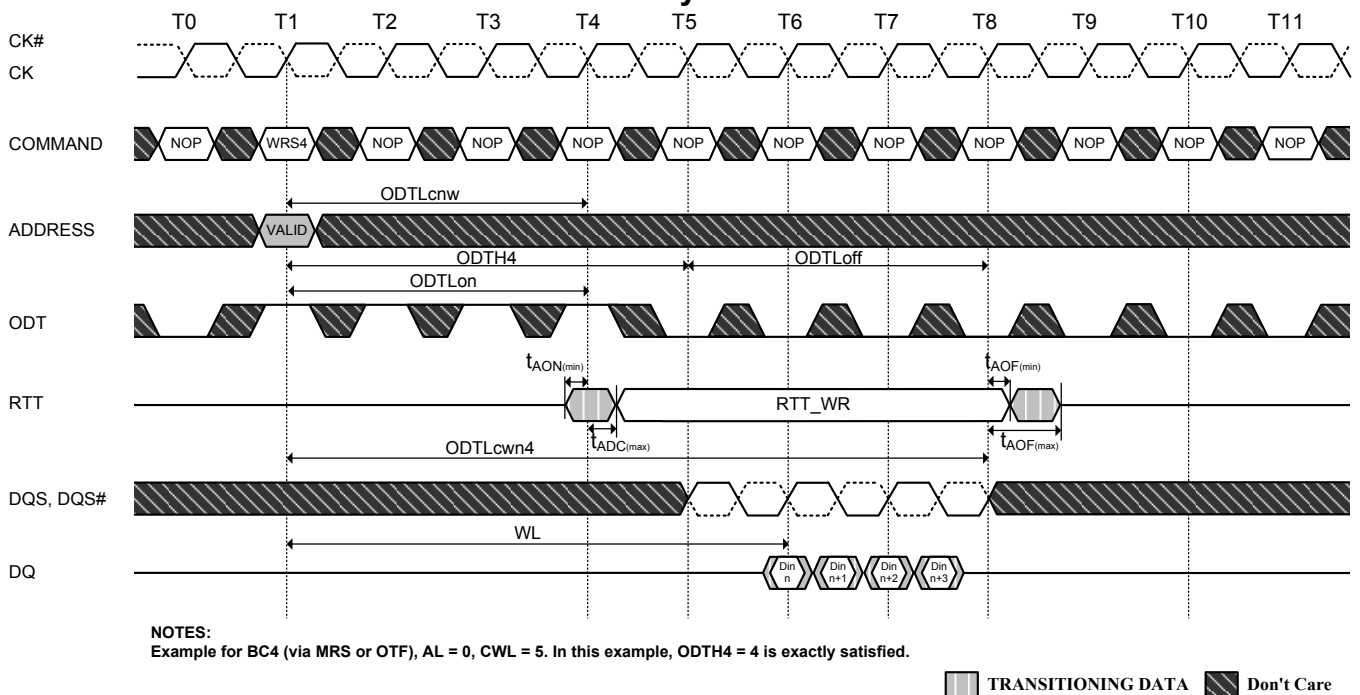 y
T0 T1 T2 T3 T4 T5 T6 T7 T8 T9 T10 T11
CK#
CK
COMMAND NOP WRS4 NOP NOP NOP NOP NOP NOP NOP NOP NOP NOP
ODTLcnw
ADDRESS VALID
ODTH4 ODTLoff
ODTLon
ODT
tAON(min) tAOF(min)
RTT RTT_WR
tADC(max) tAOF(max)
ODTLcwn4
DQS, DQS#
WL
DQ Din n Din n+1 Din n+2 Din n+3
NOTES:
Example for BC4 (via MRS or OTF), AL = 0, CWL = 5. In this example, ODTH4 = 4 is exactly satisfied.
TRANSITIONING DATA Don't Care